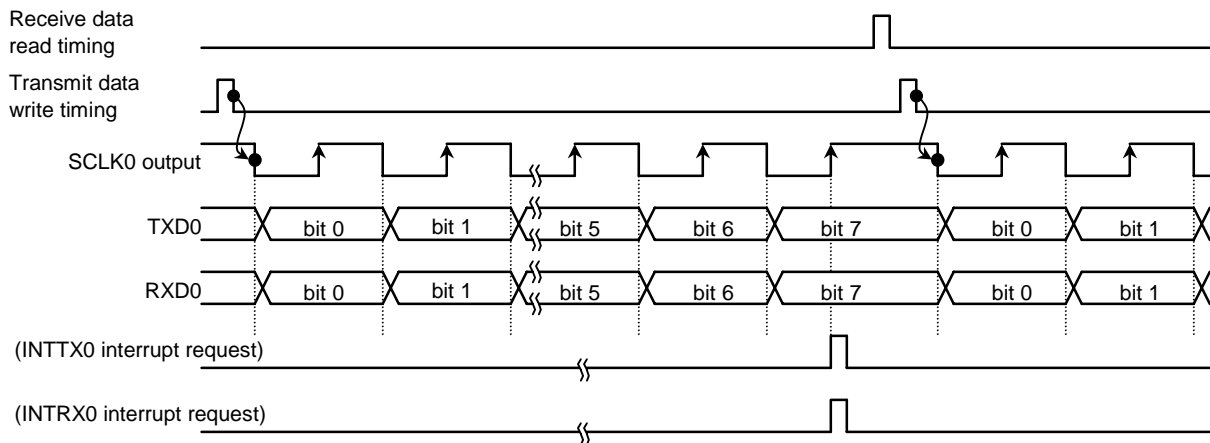 Receive data
read timing
Transmit data
write timing
SCLK0 output
TXD0
bit 0 bit 1 bit 5 bit 6 bit 7 bit 0 bit 1
RXD0
bit 0 bit 1 bit 5 bit 6 bit 7 bit 0 bit 1
(INTTX0 interrupt request)
(INTRX0 interrupt request)